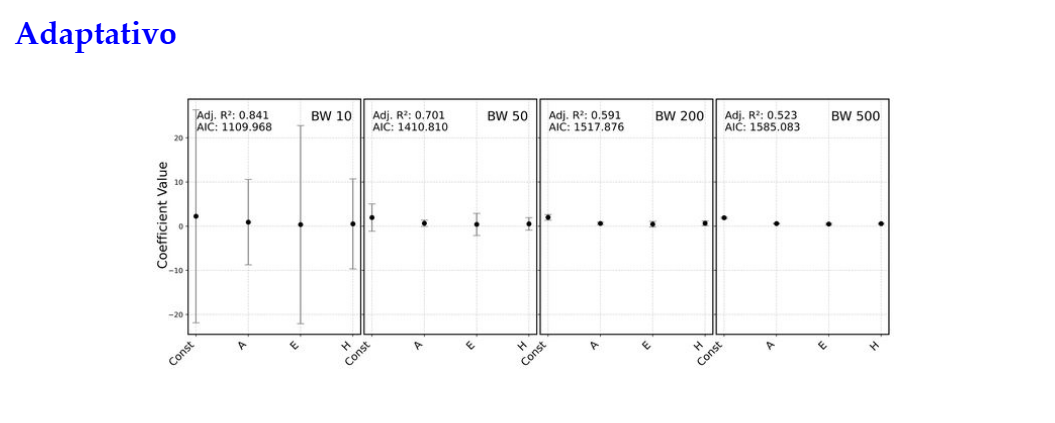 Adaptativo
Adj. R²: 0.841
AIC: 1109.968
BW 10
Adj. R²: 0.701
AIC: 1410.810
BW 50
Adj. R²: 0.591
AIC: 1517.876
BW 200
Adj. R²: 0.523
AIC: 1585.083
BW 500
Coefficient Value
20
10
0
−10
−20
Const
A
E
H
Const
A
E
H
Const
A
E
H
Const
A
E
H